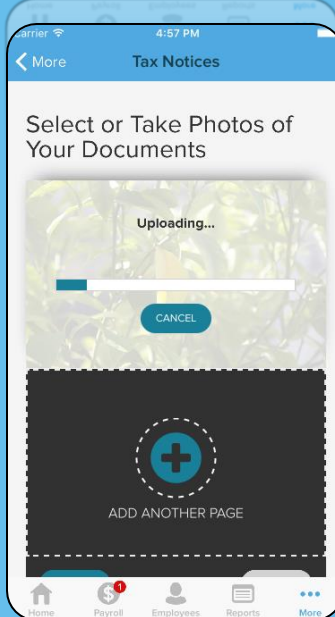 arrier 4:57 PM
More Tax Notices
Select or Take Photos of
Your Documents
Uploading...
CANCEL
ADD ANOTHER PAGE
1
Home Payroll Employees Reports More